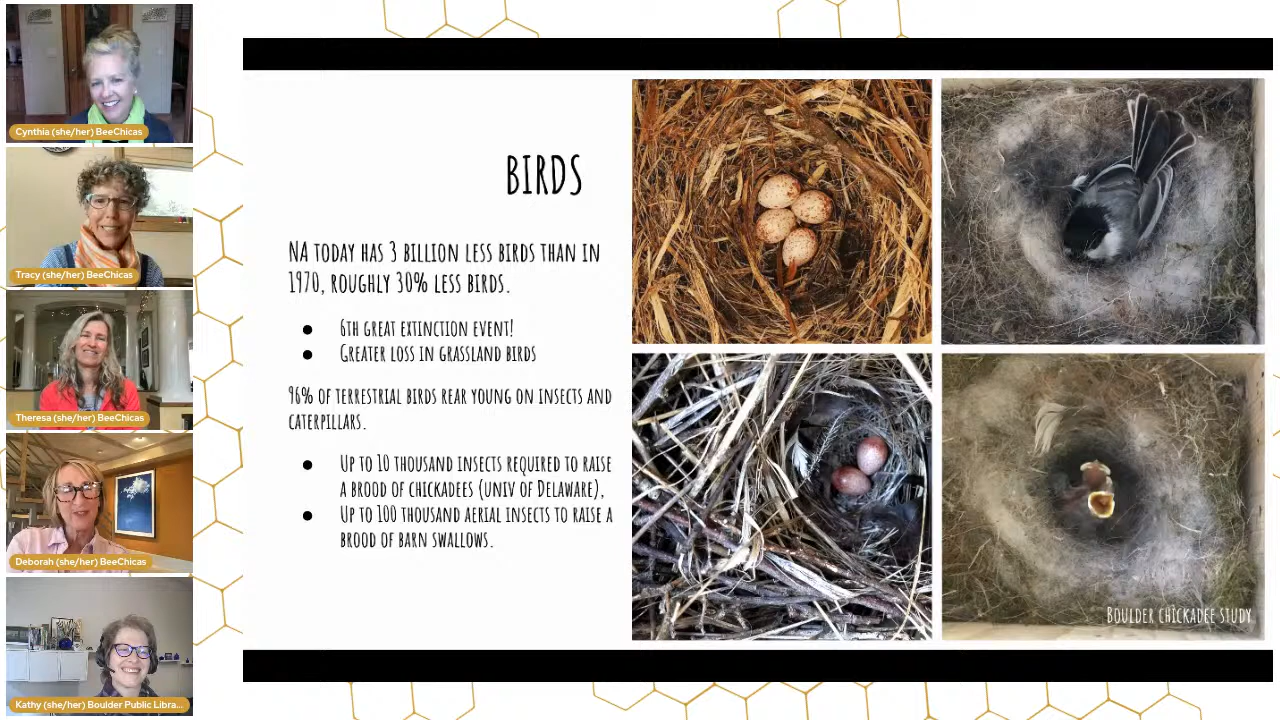 Cynthia (she/her) BeeChicas
Tracy (she/her) BeeChicas
Theresa (she/her) BeeChicas
Deborah (she/her) BeeChicas
Kathy (she/her) Boulder Public Libra...
BIRDS
NA TODAY HAS 3 BILLION LESS BIRDS THAN IN
1970, ROUGHLY 30% LESS BIRDS.
● 6TH GREAT EXTINCTION EVENT!
● GREATER LOSS IN GRASSLAND BIRDS
96% OF TERRESTRIAL BIRDS REAR YOUNG ON INSECTS AND
CATERPILLARS.
● UP TO 10 THOUSAND INSECTS REQUIRED TO RAISE
A BROOD OF CHICKADEES (UNIV OF DELAWARE),
● UP TO 100 THOUSAND AERIAL INSECTS TO RAISE A
BROOD OF BARN SWALLOWS.
BOULDER CHICKADEE STUDY